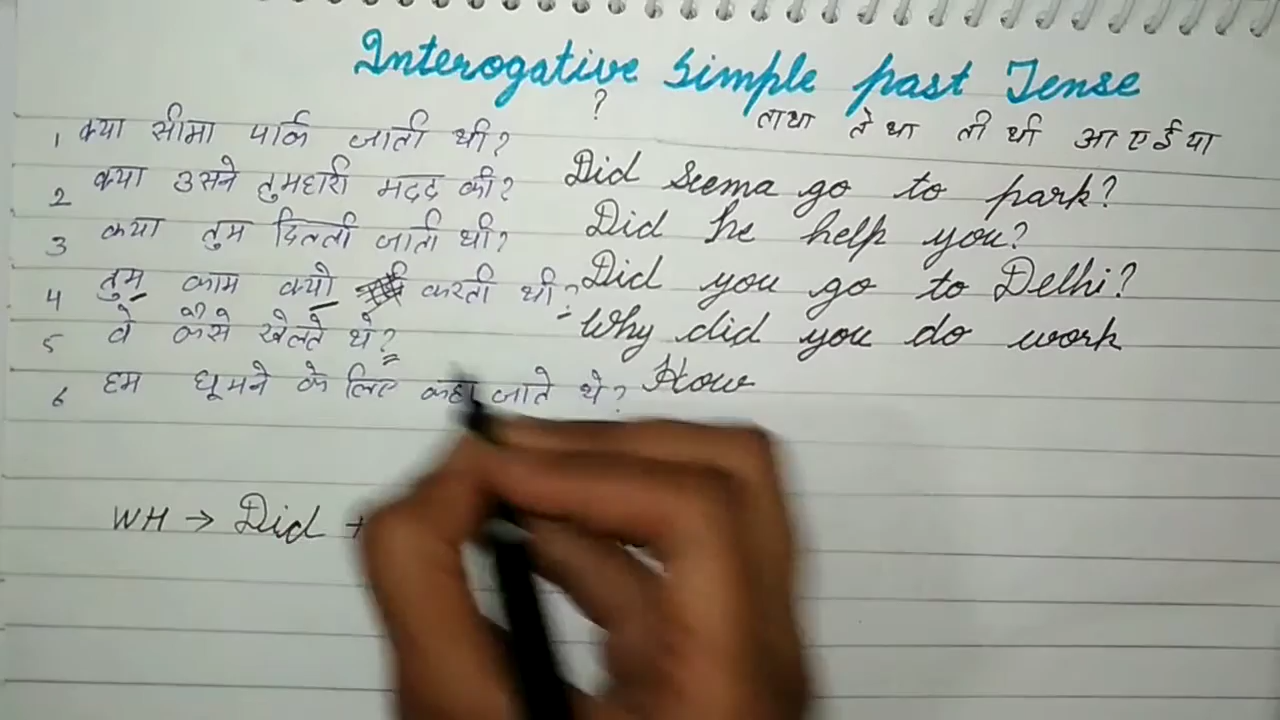 Interogative Simple past Tense
?
ताथा तेथा तीथी आएईया
1 क्या सीमा पार्क जाती थी?
Did Seema go to park?
2 क्या उसने तुमहारी मदद की?
Did he help you?
3 क्या तुम दिल्ली जाती थी?
Did you go to Delhi?
4 तुम काम क्यो करती थी?
Why did you do work
5 वे कैसे खेलते थे?
How
6 हम घूमने के लिए कहा जाते थे?
WH → Did +